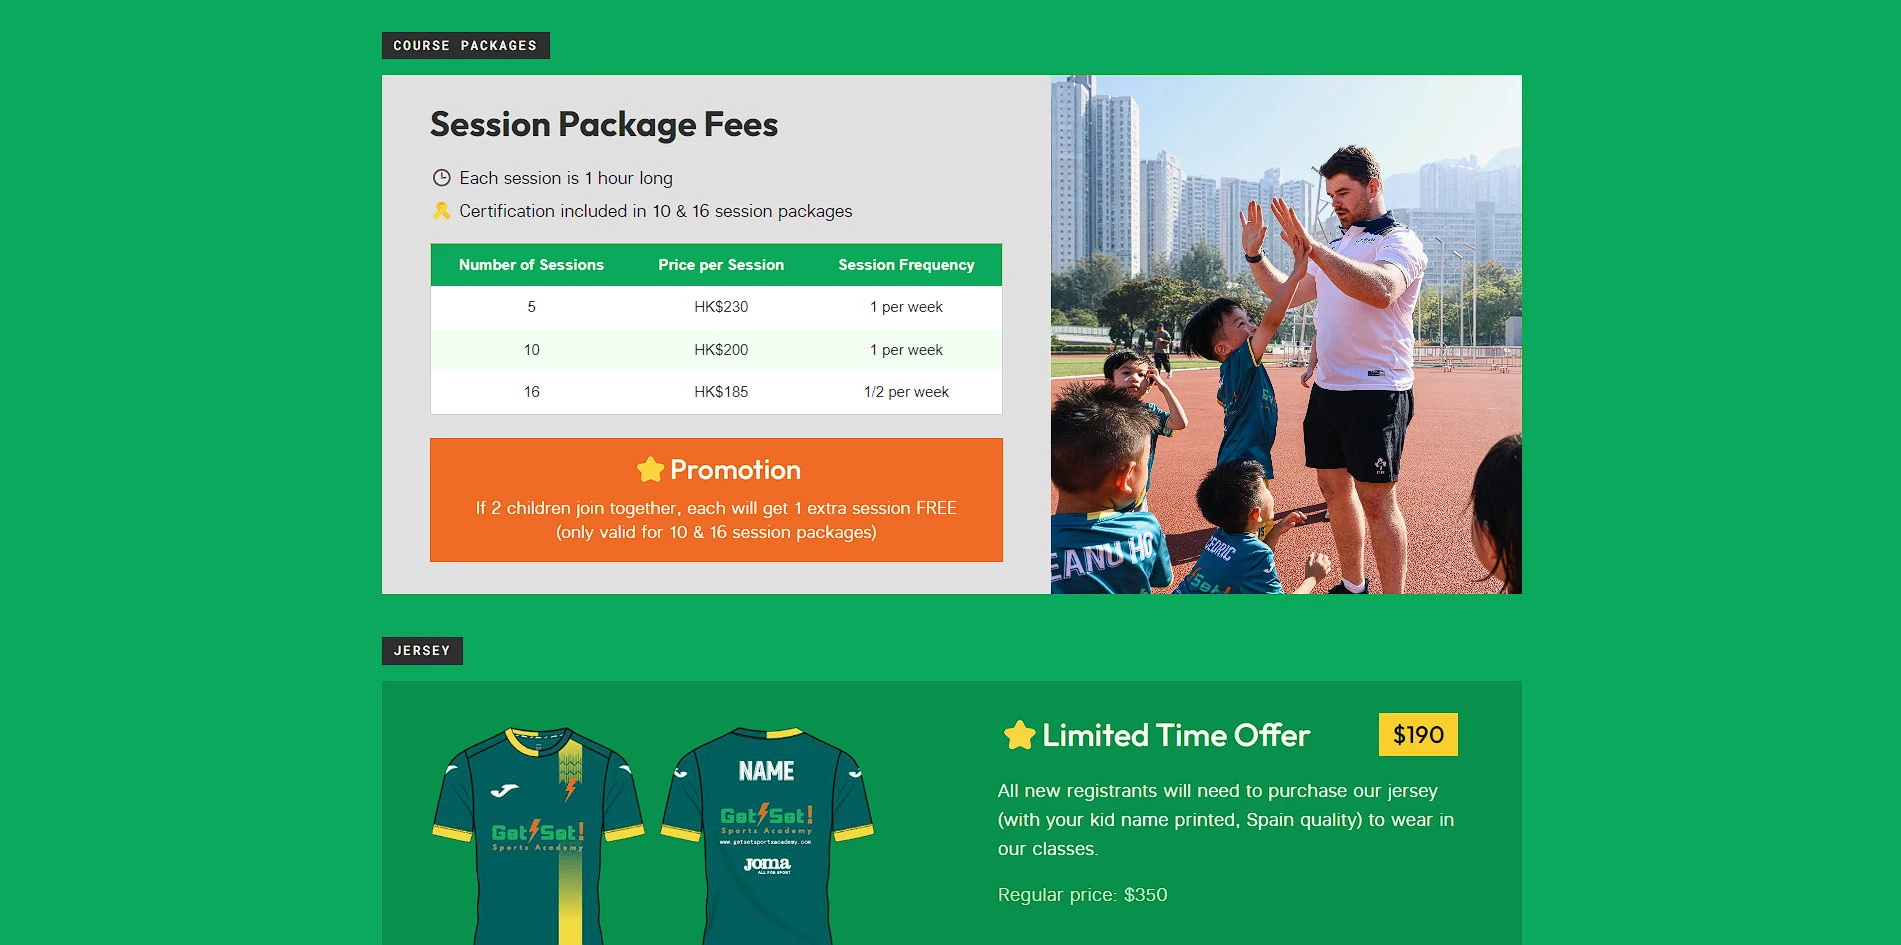 COURSE PACKAGES
Session Package Fees
Each session is 1 hour long
Certification included in 10 & 16 session packages
Number of Sessions Price per Session Session Frequency
5 HK$230 1 per week
10 HK$200 1 per week
16 HK$185 1/2 per week
Promotion
If 2 children join together, each will get 1 extra session FREE
(only valid for 10 & 16 session packages)
EANU HO
CEDRIC
Set!
JERSEY
Get Set!
Sports Academy
NAME
Get Set!
Sports Academy
www.getsetsportsacademy.com
Joma
ALL FOR SPORT
Limited Time Offer
$190
All new registrants will need to purchase our jersey
(with your kid name printed, Spain quality) to wear in
our classes.
Regular price: $350